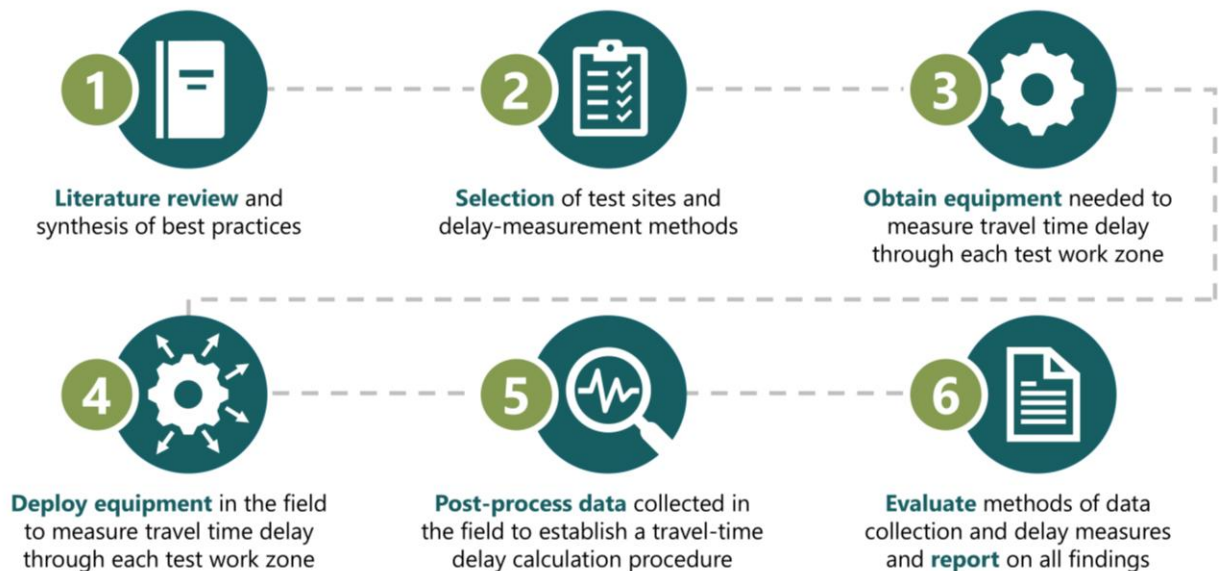 1
Literature review and
synthesis of best practices
2
Selection of test sites and
delay-measurement methods
3
Obtain equipment needed to
measure travel time delay
through each test work zone
4
Deploy equipment in the field
to measure travel time delay
through each test work zone
5
Post-process data collected in
the field to establish a travel-time
delay calculation procedure
6
Evaluate methods of data
collection and delay measures
and report on all findings